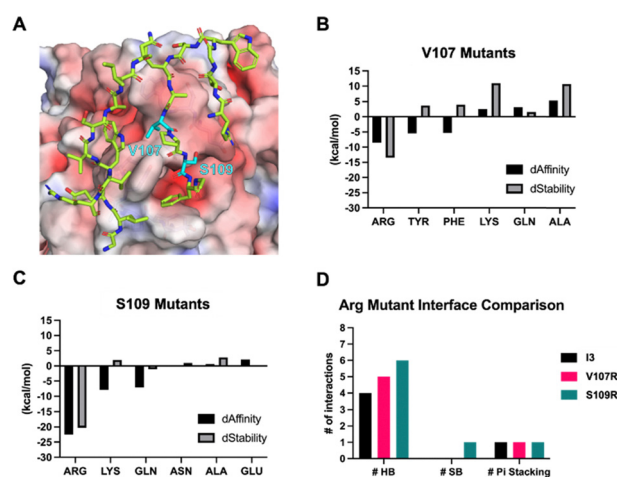 A
V107
S109
B
V107 Mutants
(kcal/mol)
15
10
5
0
-5
-10
-15
-20
-25
-30
dAffinity
dStability
ARG TYR PHE LYS GLN ALA
C
S109 Mutants
(kcal/mol)
15
10
5
0
-5
-10
-15
-20
-25
-30
dAffinity
dStability
ARG LYS GLN ASN ALA GLU
D
Arg Mutant Interface Comparison
# of interactions
8
7
6
5
4
3
2
1
0
I3
V107R
S109R
# HB # SB # Pi Stacking